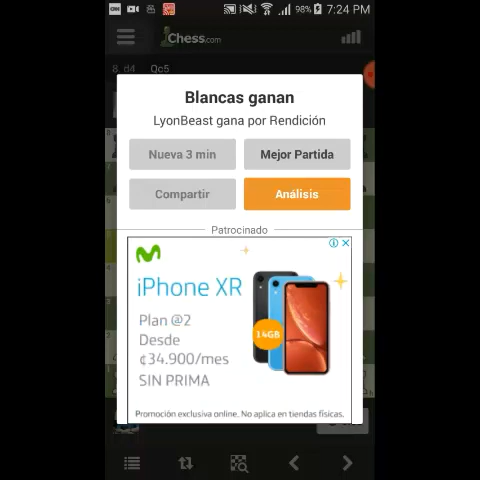 CNN
98% 7:24 PM
Chess.com
8. d4 Qc5
Blancas ganan
LyonBeast gana por Rendición
Nueva 3 min
Mejor Partida
Compartir
Análisis
Patrocinado
iPhone XR
Plan @2
Desde
₡34.900/mes
SIN PRIMA
14GB
Promoción exclusiva online. No aplica en tiendas físicas.